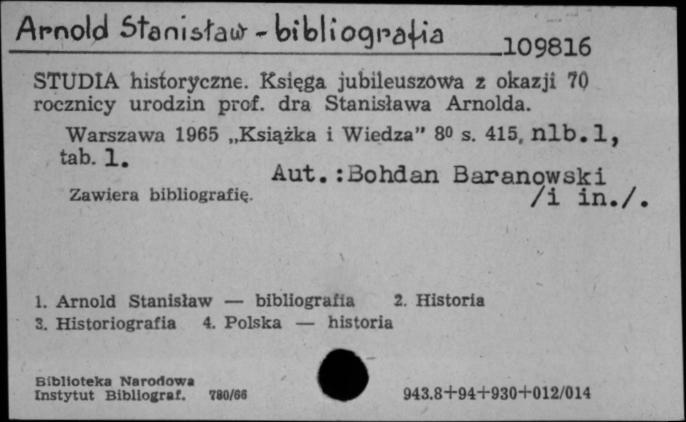 Arnold Stanisław - bibliografia
109816
STUDIA historyczne. Księga jubileuszowa z okazji 70
rocznicy urodzin prof. dra Stanisława Arnolda.
Warszawa 1965 „Książka i Wiedza” 8⁰ s. 415, nlb.1,
tab. 1.
Aut.:Bohdan Baranowski
/i in./.
Zawiera bibliografię.
1. Arnold Stanisław — bibliografia 2. Historia
3. Historiografia 4. Polska — historia
Biblioteka Narodowa
Instytut Bibliograf. 780/66
943.8+94+930+012/014